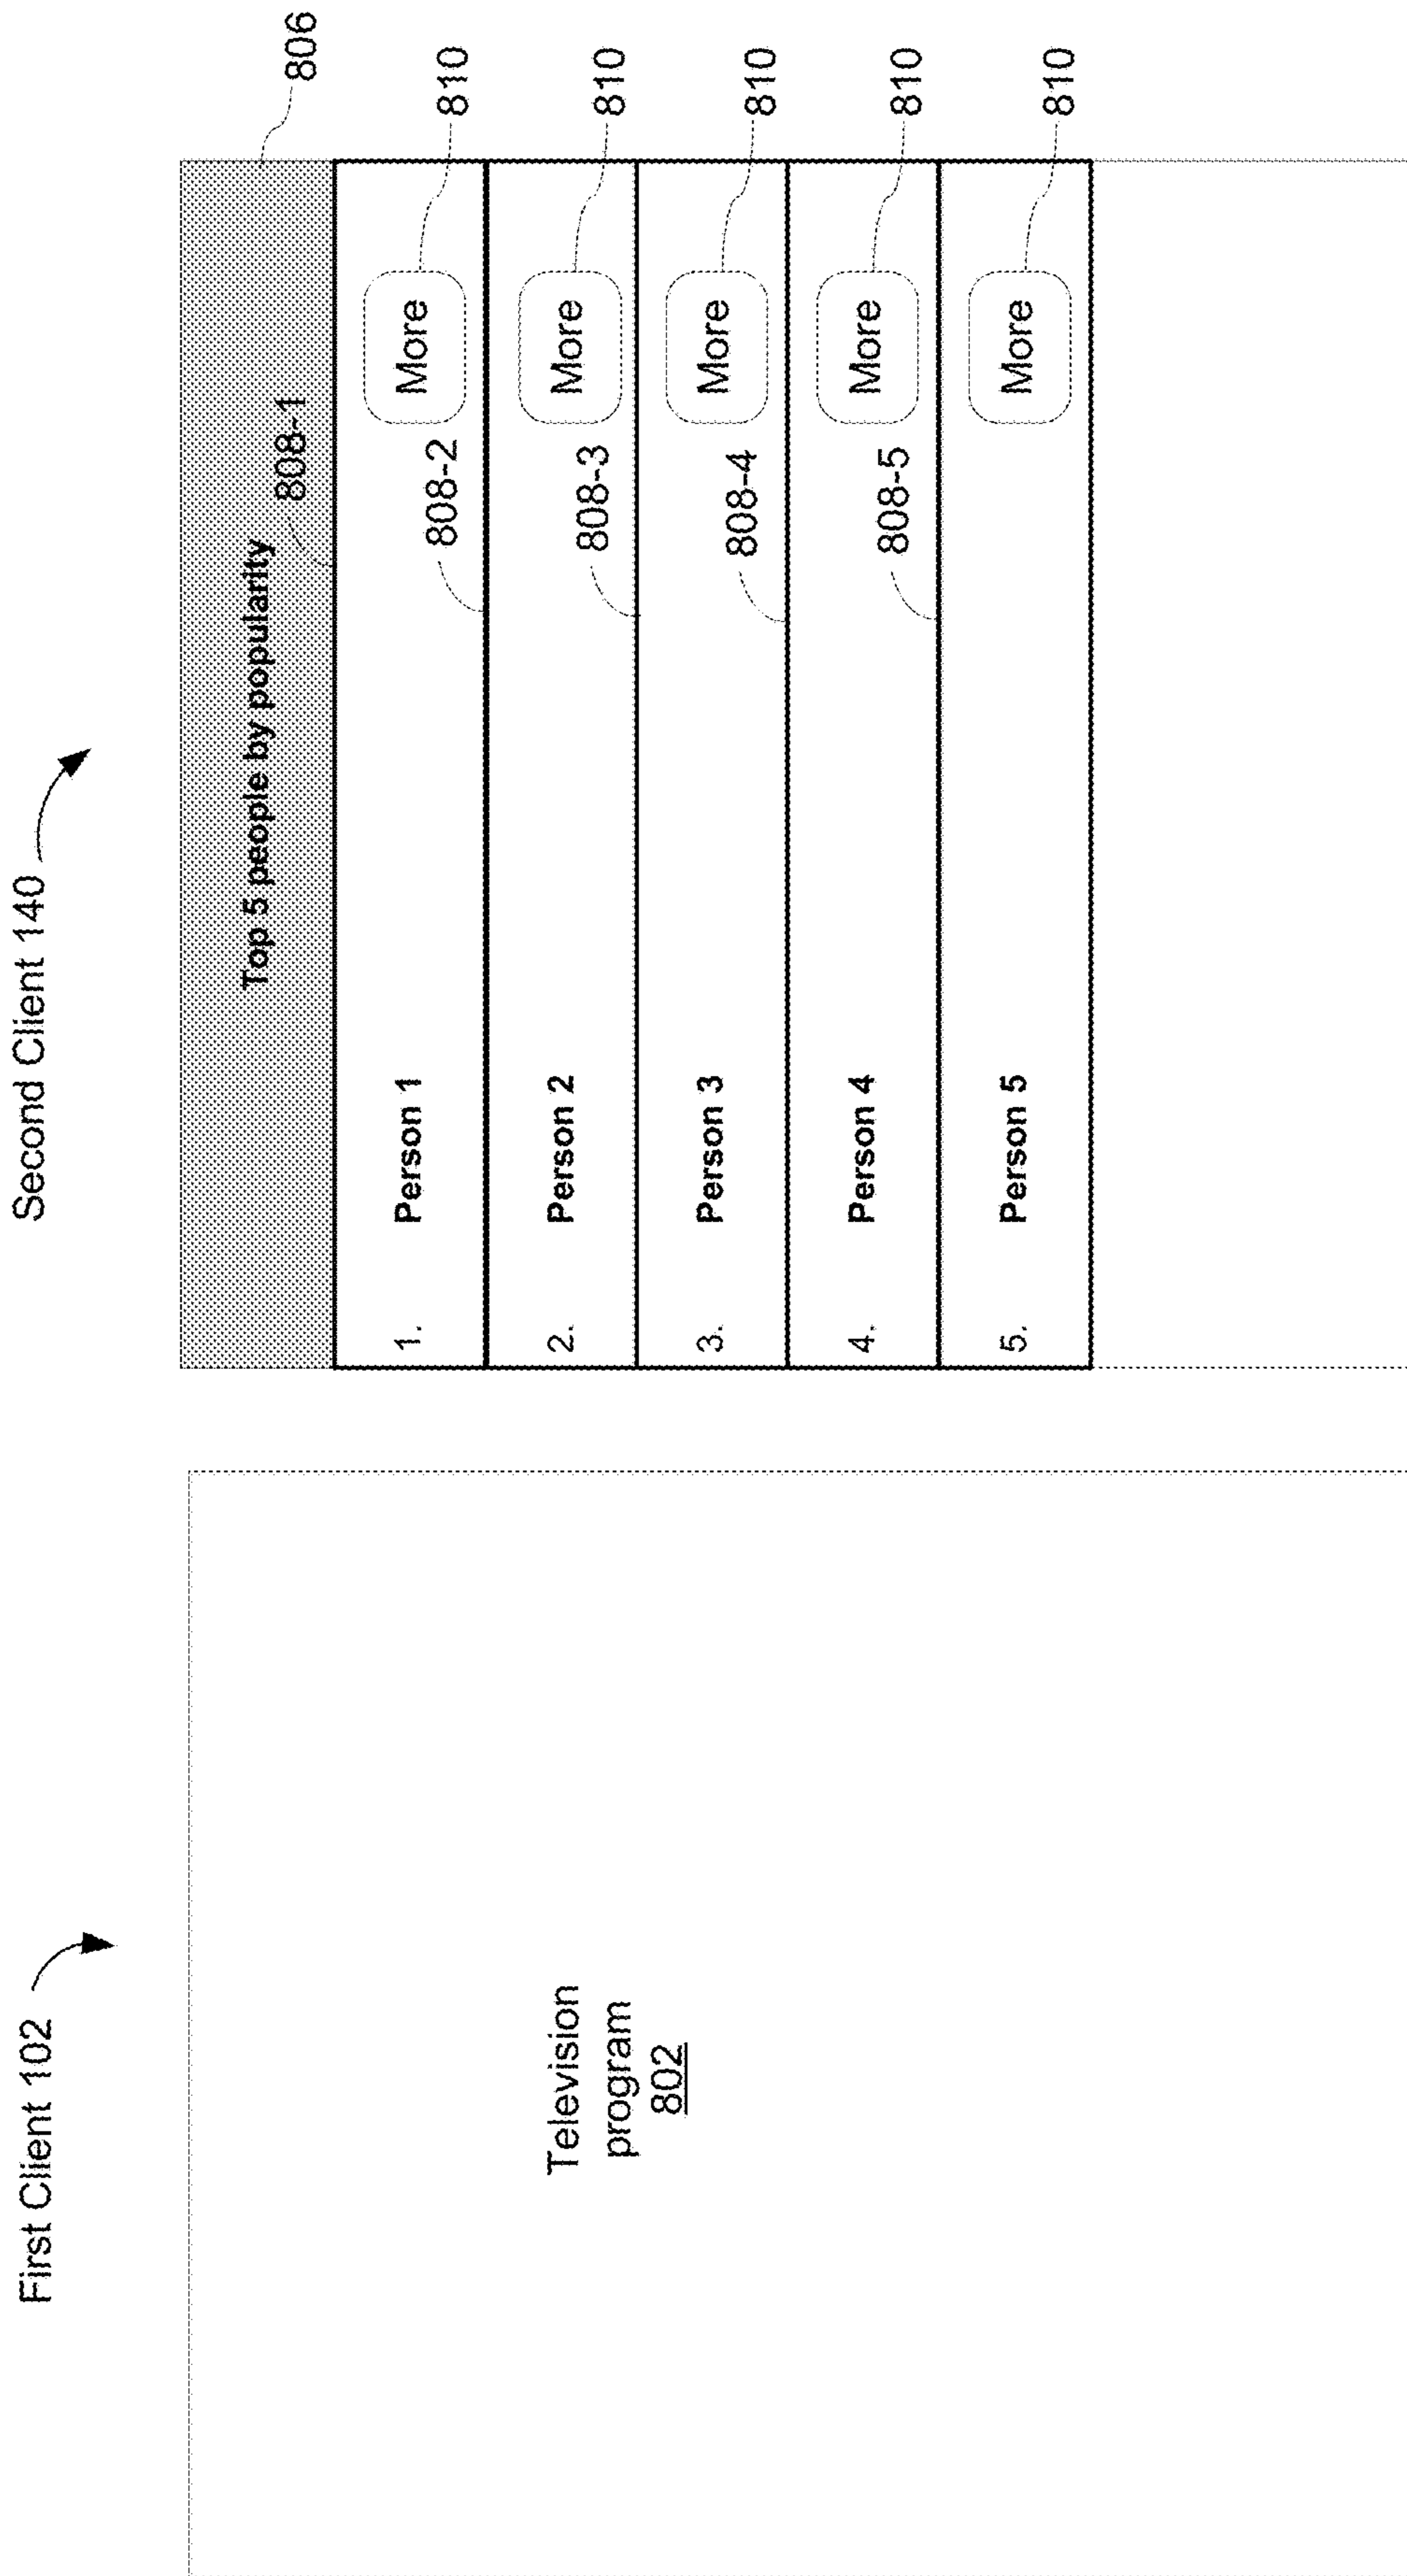 First Client 102
Television
program
802
Second Client 140
806
Top 5 people by popularity
808-1
1. Person 1 More 810
808-2
2. Person 2 More 810
808-3
3. Person 3 More 810
808-4
4. Person 4 More 810
808-5
5. Person 5 More 810